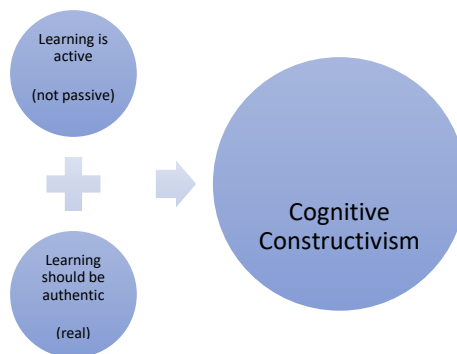 Learning is
active
(not passive)
Learning
should be
authentic
(real)
Cognitive
Constructivism